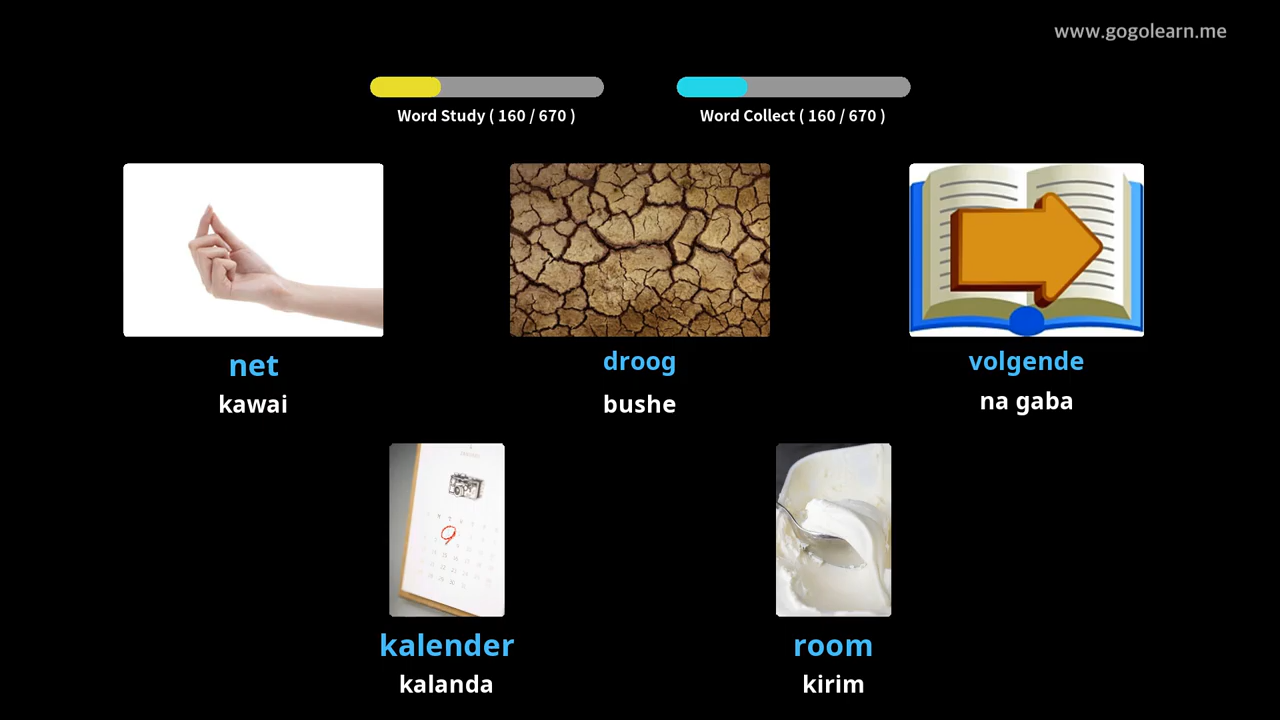 www.gogolearn.me
Word Study ( 160 / 670 )
Word Collect ( 160 / 670 )
net
kawai
droog
bushe
volgende
na gaba
9
kalender
kalanda
room
kirim